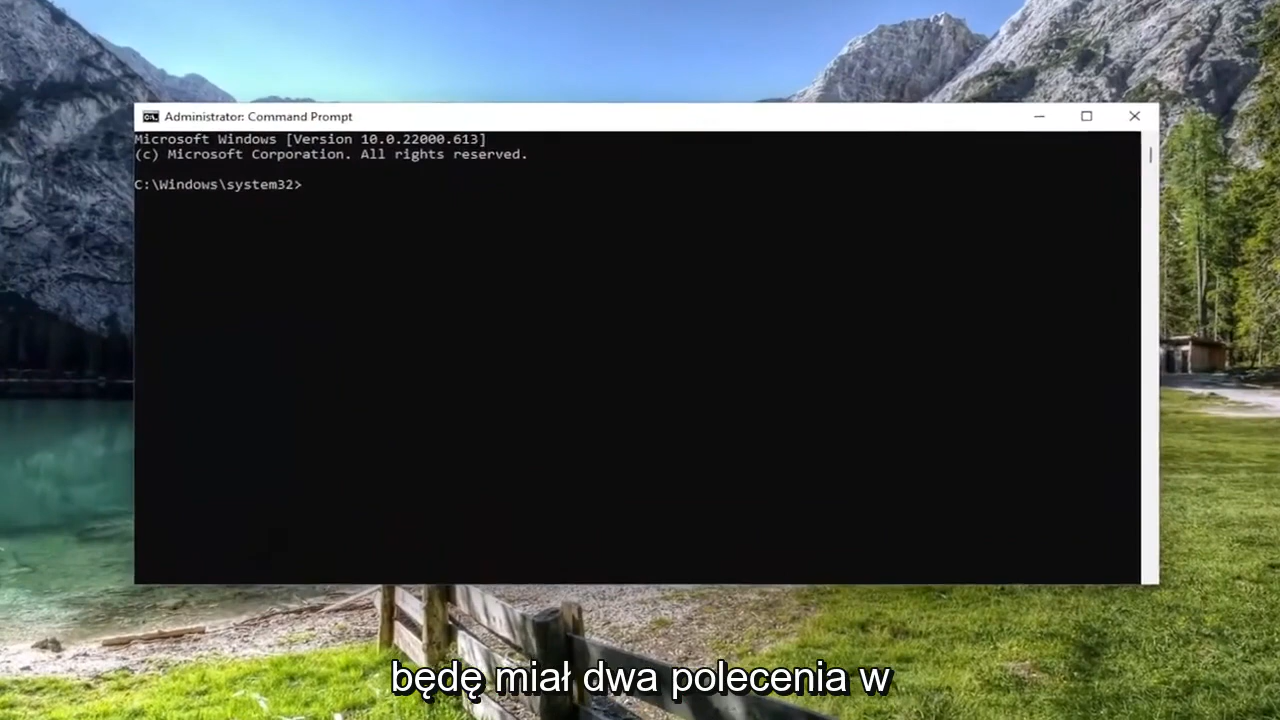 Administrator: Command Prompt
Microsoft Windows [Version 10.0.22000.613]
(c) Microsoft Corporation. All rights reserved.
C:\Windows\system32>
będę miał dwa polecenia w